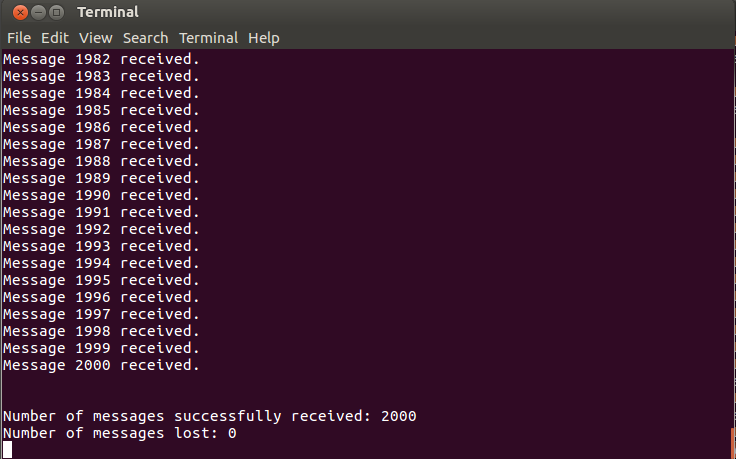 Terminal
File Edit View Search Terminal Help
Message 1982 received.
Message 1983 received.
Message 1984 received.
Message 1985 received.
Message 1986 received.
Message 1987 received.
Message 1988 received.
Message 1989 received.
Message 1990 received.
Message 1991 received.
Message 1992 received.
Message 1993 received.
Message 1994 received.
Message 1995 received.
Message 1996 received.
Message 1997 received.
Message 1998 received.
Message 1999 received.
Message 2000 received.
Number of messages successfully received: 2000
Number of messages lost: 0